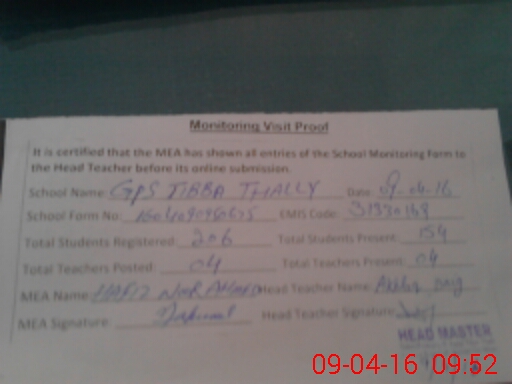 Monitoring Visit Proof
It is certified that the MEA has shown all entries of the School Monitoring Form to
the Head Teacher before its online submission.
School Name: GPS TIBBA THALLY Date: 09-04-16
School Form No: EMIS Code:
Total Students Registered: 206 Total Students Present: 154
Total Teachers Posted: 04 Total Teachers Present: 04
MEA Name: HAFIZ NOOR AHMAD Head Teacher Name:
MEA Signature: Head Teacher Signature:
HEAD MASTER
09-04-16 09:52